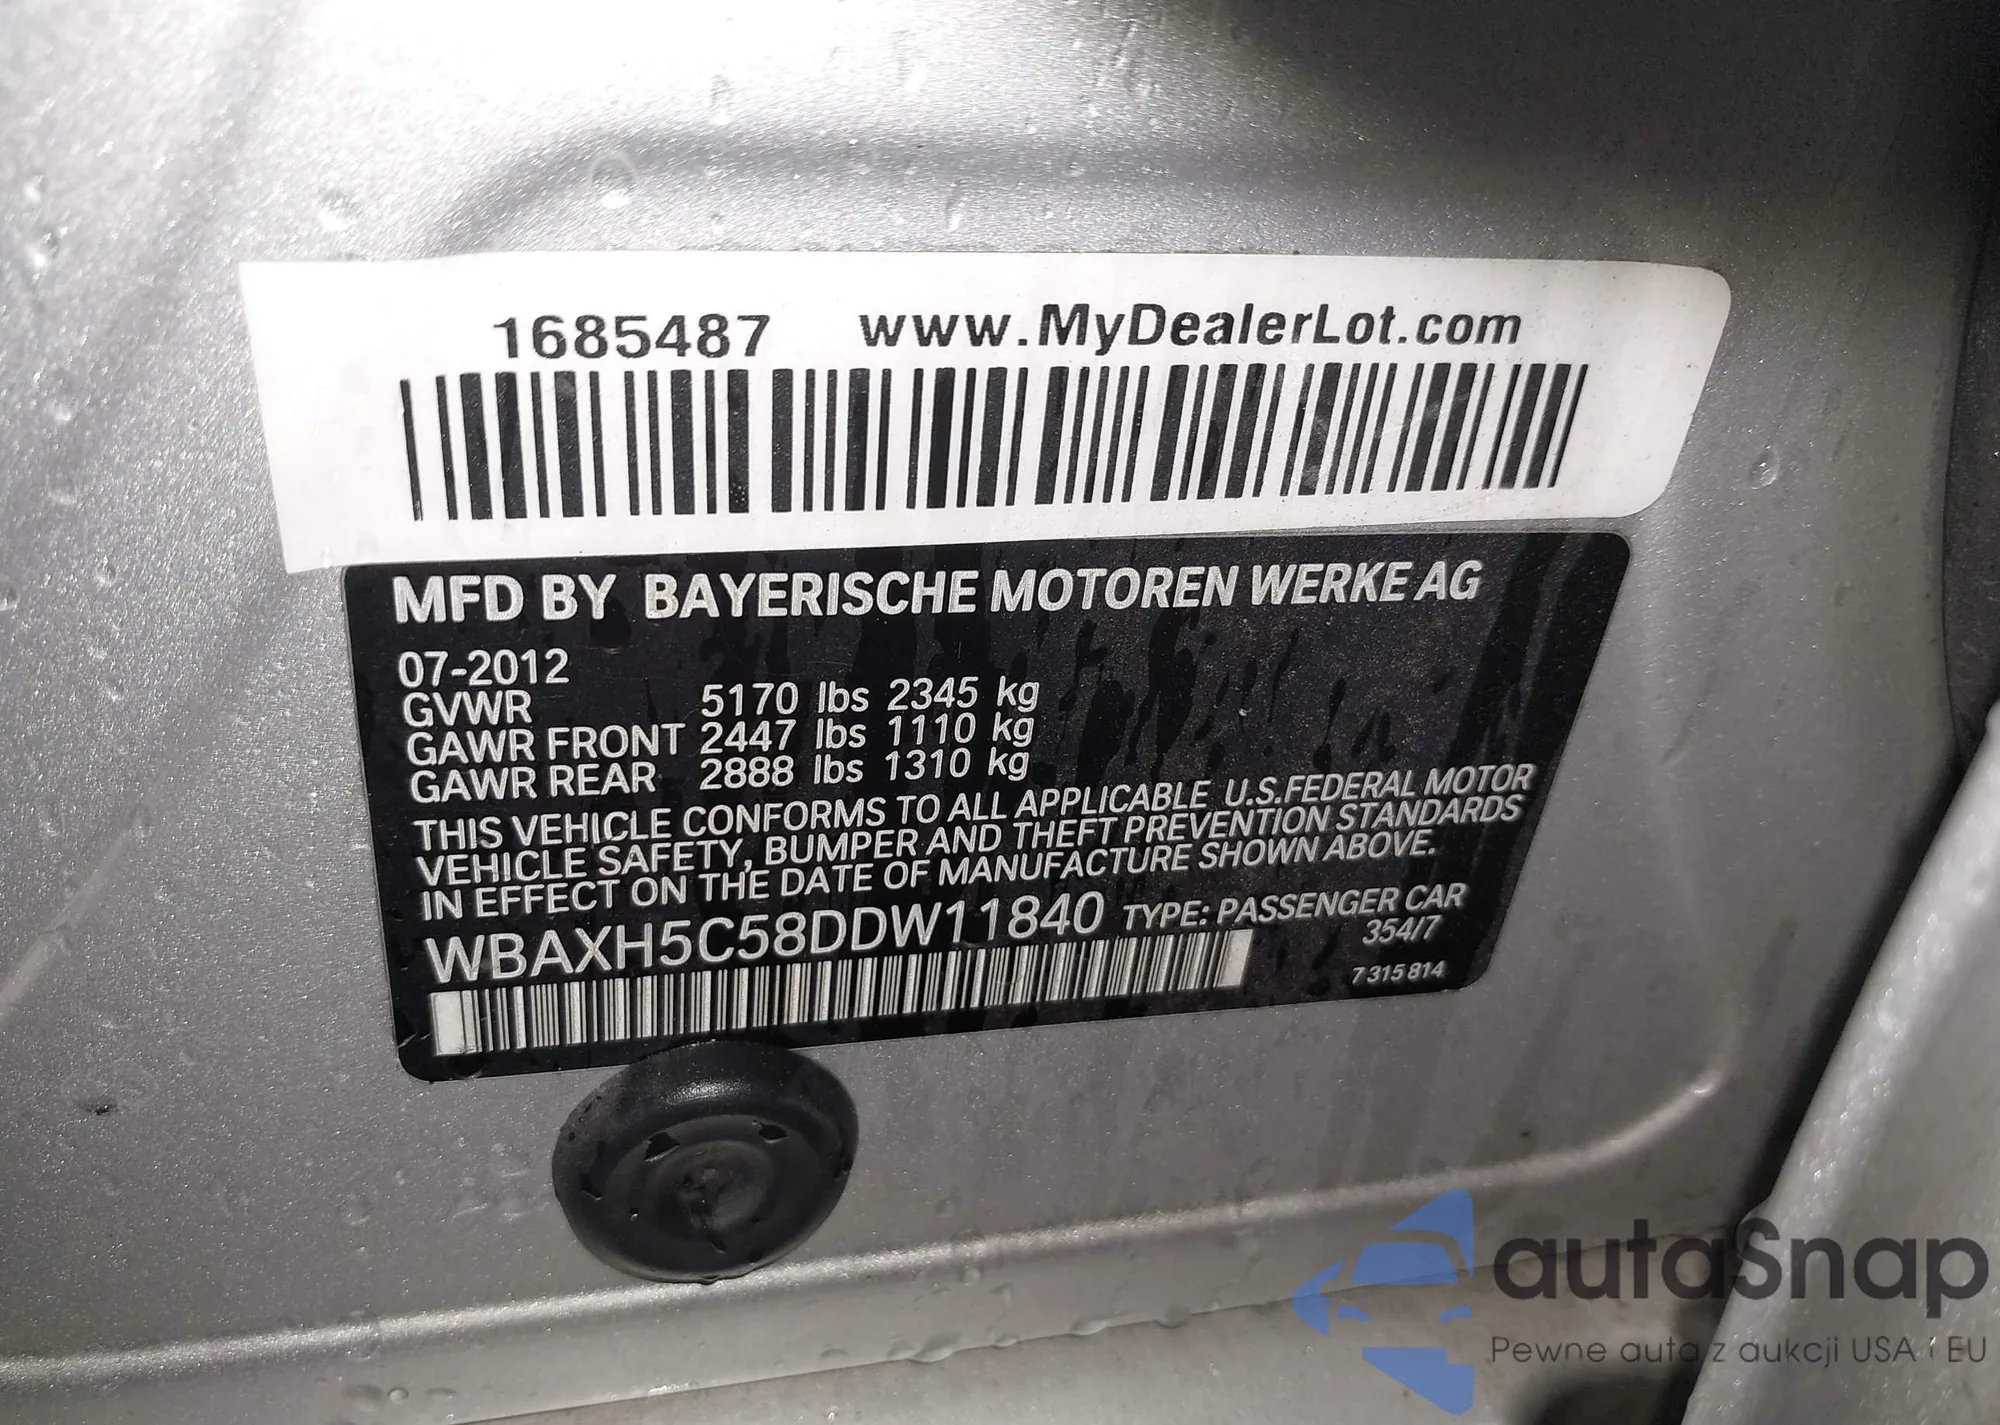 1685487 www.MyDealerLot.com
MFD BY BAYERISCHE MOTOREN WERKE AG
07-2012
GVWR 5170 lbs 2345 kg
GAWR FRONT 2447 lbs 1110 kg
GAWR REAR 2888 lbs 1310 kg
THIS VEHICLE CONFORMS TO ALL APPLICABLE U.S.FEDERAL MOTOR
VEHICLE SAFETY, BUMPER AND THEFT PREVENTION STANDARDS
IN EFFECT ON THE DATE OF MANUFACTURE SHOWN ABOVE.
WBAXH5C58DDW11840 TYPE: PASSENGER CAR
354/7
7 315 814
autaSnap
Pewne auta z aukcji USA i EU